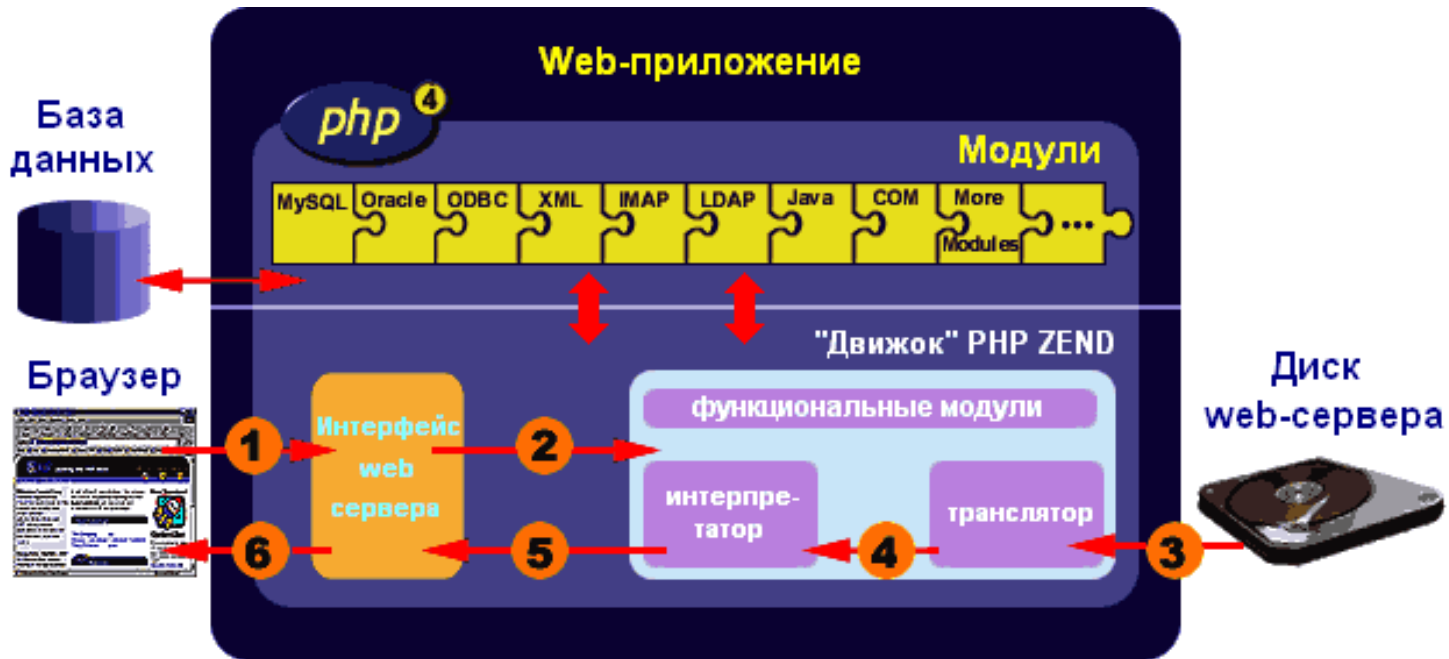 Web-приложение
php 4
База
данных
Модули
MySQL Oracle ODBC XML IMAP LDAP Java COM More
Modules ...
"Движок" PHP ZEND
Браузер
Диск
web-сервера
функциональные модули
1
Интерфейс
web
сервера
2
интерпре-
татор
транслятор
3
4
5
6